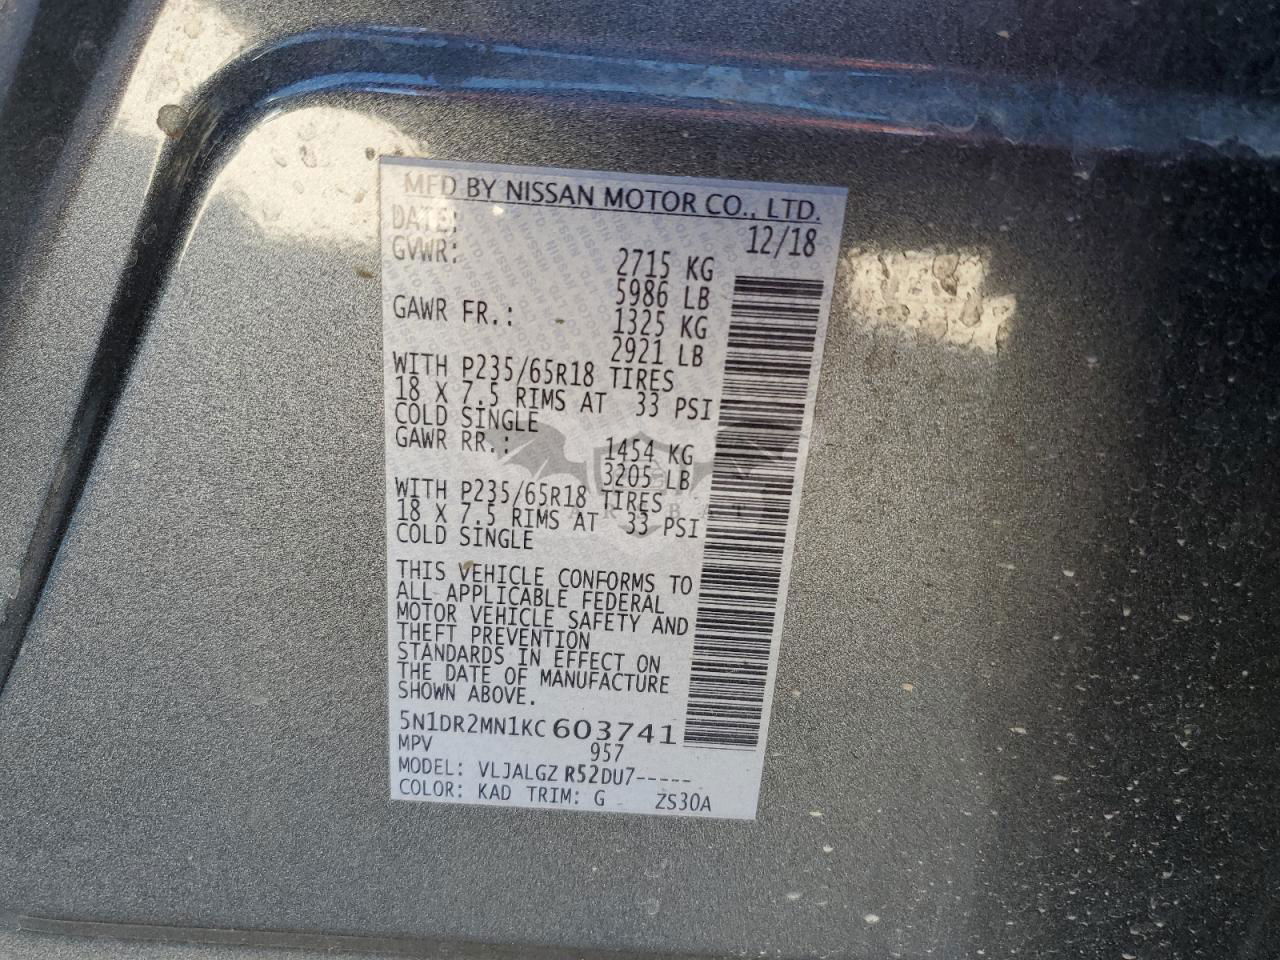 MFD BY NISSAN MOTOR CO., LTD.
DATE: 12/18
GVWR: 2715 KG
5986 LB
GAWR FR.: 1325 KG
2921 LB
WITH P235/65R18 TIRES
18 X 7.5 RIMS AT 33 PSI
COLD SINGLE
GAWR RR.: 1454 KG
3205 LB
WITH P235/65R18 TIRES
18 X 7.5 RIMS AT 33 PSI
COLD SINGLE
THIS VEHICLE CONFORMS TO
ALL APPLICABLE FEDERAL
MOTOR VEHICLE SAFETY AND
THEFT PREVENTION
STANDARDS IN EFFECT ON
THE DATE OF MANUFACTURE
SHOWN ABOVE.
5N1DR2MN1KC603741
MPV 957
MODEL: VLJALGZ R52DU7-----
COLOR: KAD TRIM: G ZS30A